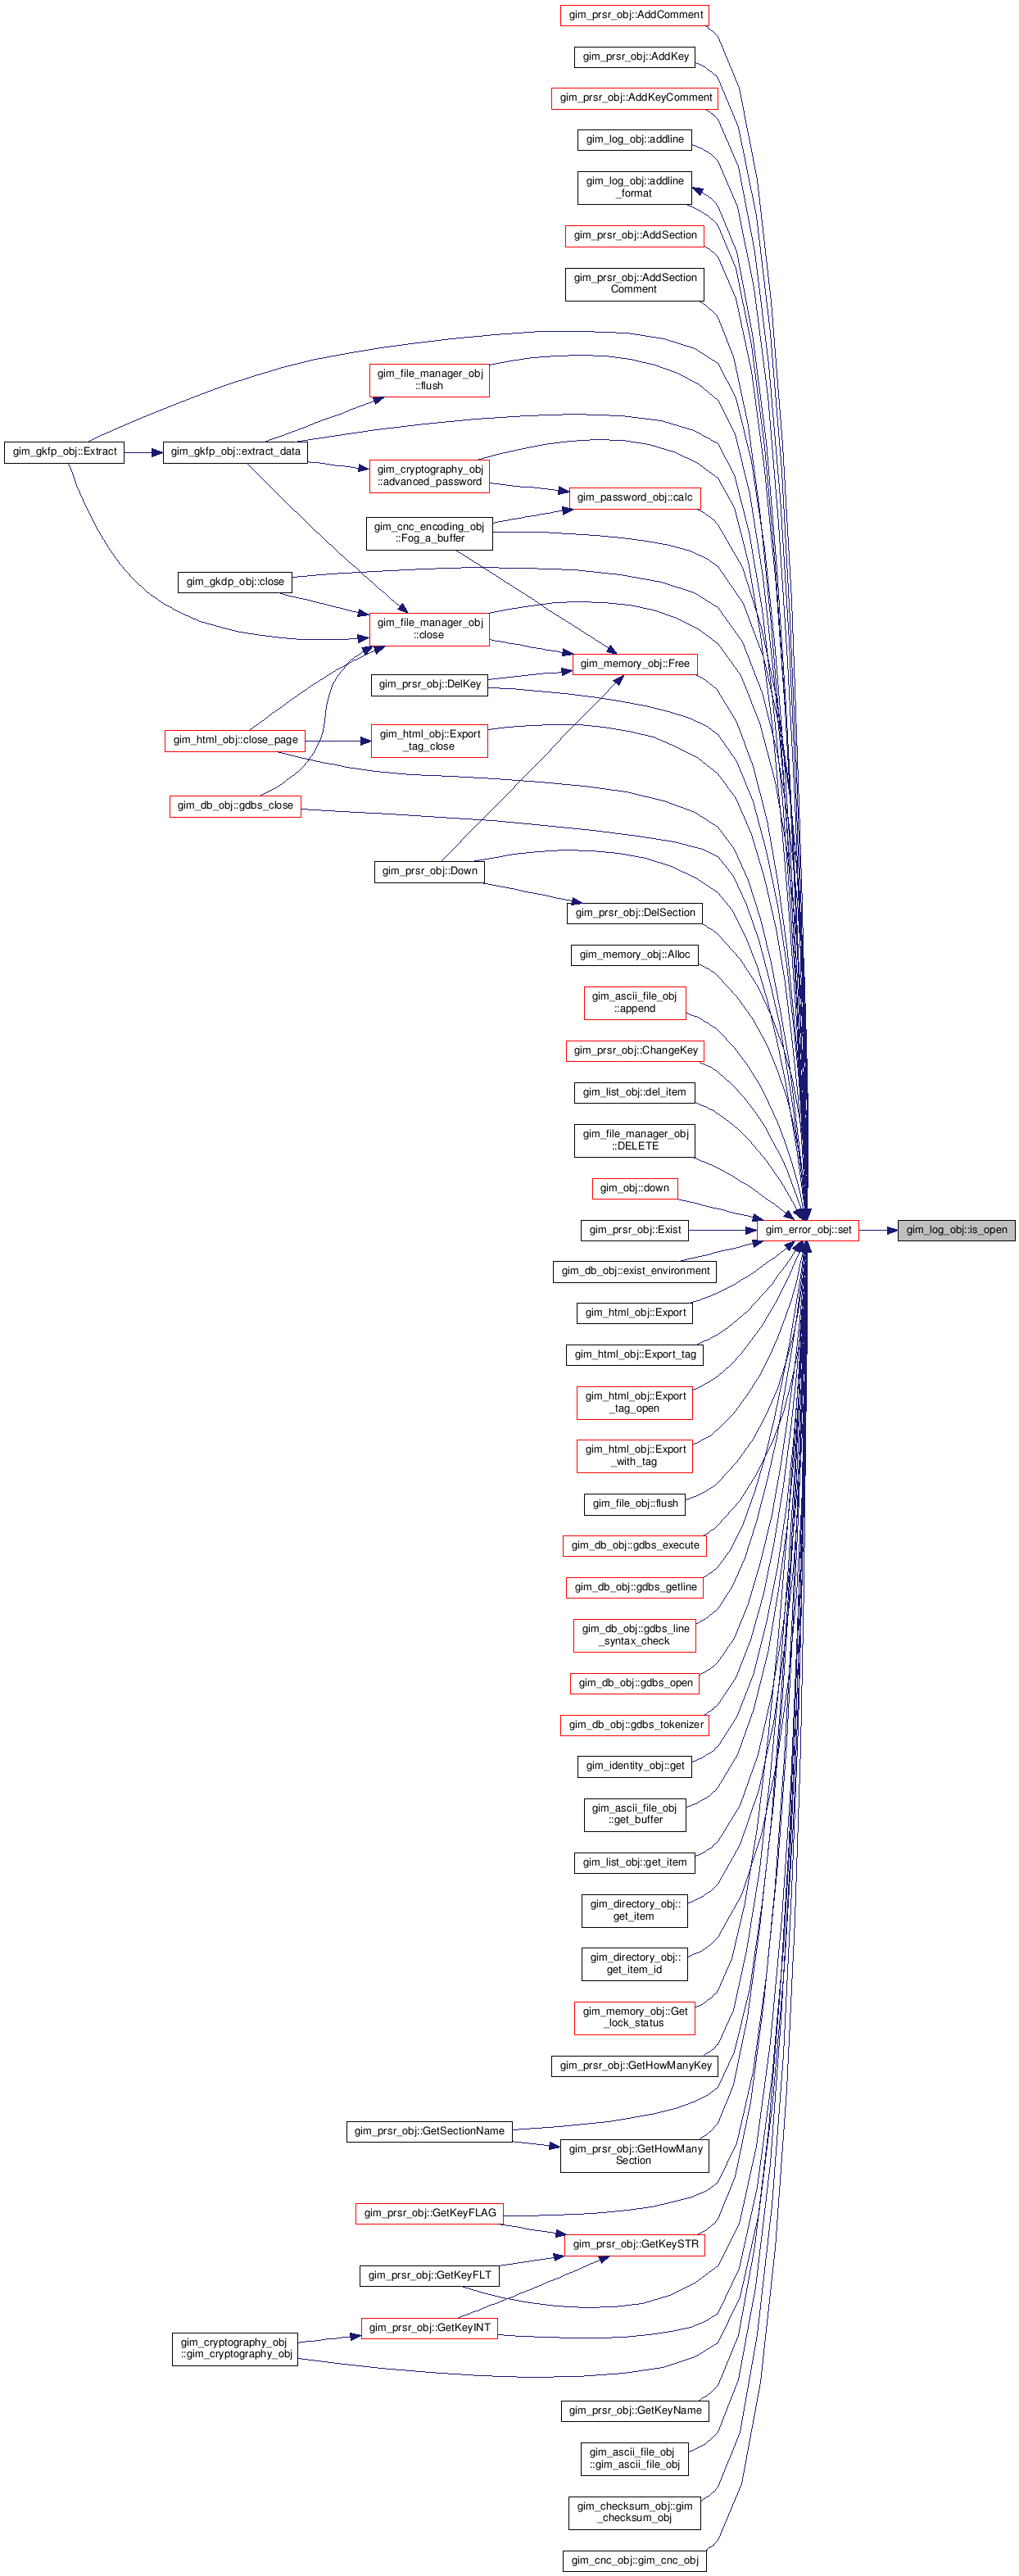 gim_prsr_obj::AddComment
gim_prsr_obj::AddKey
gim_prsr_obj::AddKeyComment
gim_log_obj::addline
gim_log_obj::addline
_format
gim_prsr_obj::AddSection
gim_prsr_obj::AddSection
Comment
gim_file_manager_obj
::flush
gim_gkfp_obj::Extract
gim_gkfp_obj::extract_data
gim_cryptography_obj
::advanced_password
gim_password_obj::calc
gim_cnc_encoding_obj
::Fog_a_buffer
gim_gkdp_obj::close
gim_file_manager_obj
::close
gim_memory_obj::Free
gim_prsr_obj::DelKey
gim_html_obj::close_page
gim_html_obj::Export
_tag_close
gim_db_obj::gdbs_close
gim_prsr_obj::Down
gim_prsr_obj::DelSection
gim_memory_obj::Alloc
gim_ascii_file_obj
::append
gim_prsr_obj::ChangeKey
gim_list_obj::del_item
gim_file_manager_obj
::DELETE
gim_obj::down
gim_prsr_obj::Exist
gim_error_obj::set
gim_log_obj::is_open
gim_db_obj::exist_environment
gim_html_obj::Export
gim_html_obj::Export_tag
gim_html_obj::Export
_tag_open
gim_html_obj::Export
_with_tag
gim_file_obj::flush
gim_db_obj::gdbs_execute
gim_db_obj::gdbs_getline
gim_db_obj::gdbs_line
_syntax_check
gim_db_obj::gdbs_open
gim_db_obj::gdbs_tokenizer
gim_identity_obj::get
gim_ascii_file_obj
::get_buffer
gim_list_obj::get_item
gim_directory_obj::
get_item
gim_directory_obj::
get_item_id
gim_memory_obj::Get
_lock_status
gim_prsr_obj::GetHowManyKey
gim_prsr_obj::GetSectionName
gim_prsr_obj::GetHowMany
Section
gim_prsr_obj::GetKeyFLAG
gim_prsr_obj::GetKeySTR
gim_prsr_obj::GetKeyFLT
gim_prsr_obj::GetKeyINT
gim_cryptography_obj
::gim_cryptography_obj
gim_prsr_obj::GetKeyName
gim_ascii_file_obj
::gim_ascii_file_obj
gim_checksum_obj::gim
_checksum_obj
gim_cnc_obj::gim_cnc_obj